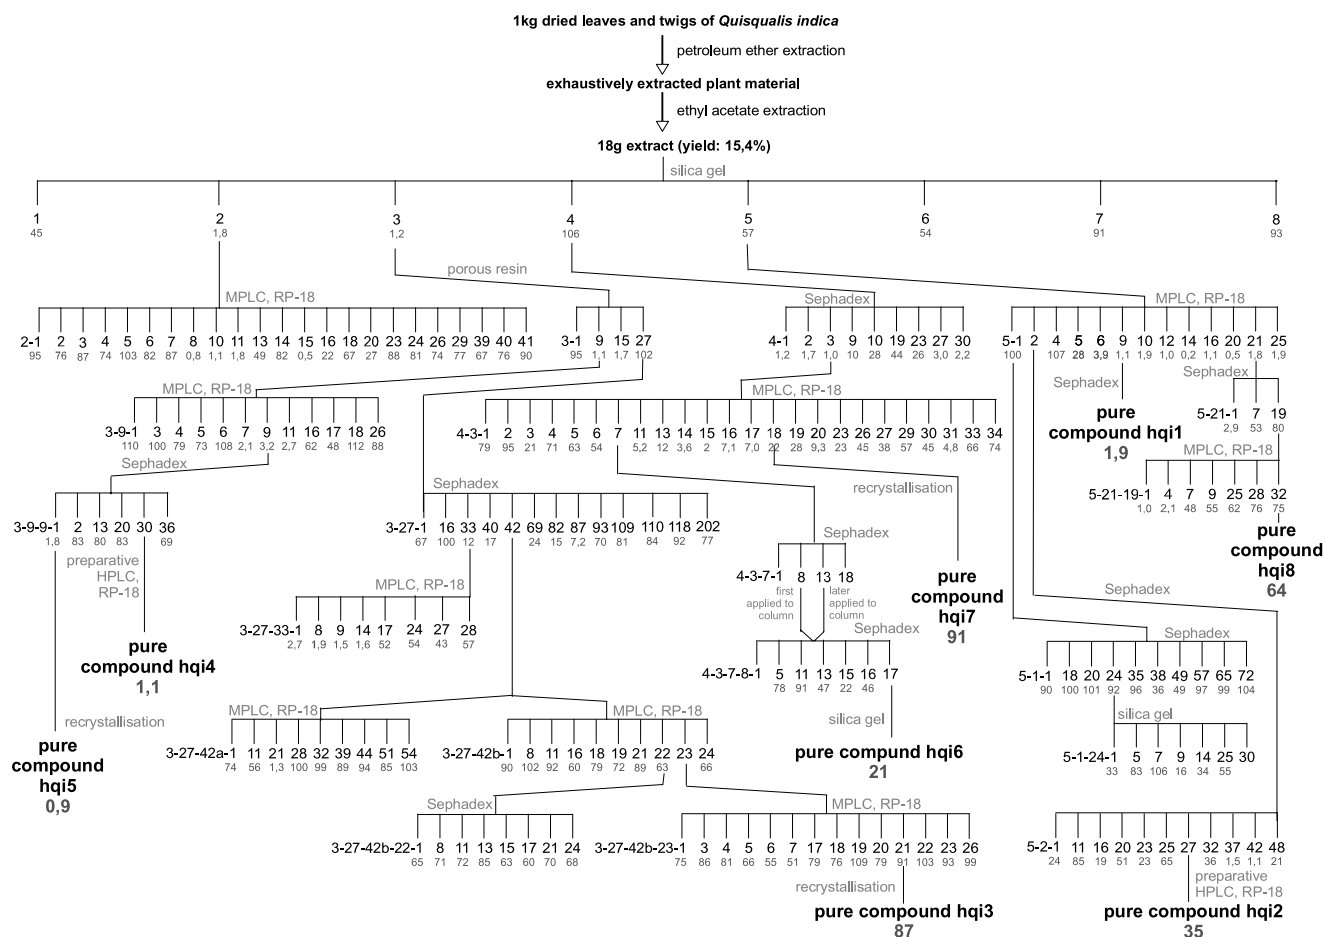 1kg dried leaves and twigs of Quisqualis indica
petroleum ether extraction
exhaustively extracted plant material
ethyl acetate extraction
18g extract (yield: 15,4%)
silica gel
1 2 3 4 5 6 7 8
45 1,8 1,2 106 57 54 91 93
porous resin
MPLC, RP-18
2-1 2 3 4 5 6 7 8 10 11 13 14 15 16 18 20 23 24 26 29 39 40 41
95 76 87 74 103 82 87 0,8 1,1 1,8 49 82 0,5 22 67 27 88 81 74 77 67 76 90
3-1 9 15 27
95 1,1 1,7 102
Sephadex
4-1 2 3 9 10 19 23 27 30
1,2 1,7 1,0 10 28 44 26 3,0 2,2
MPLC, RP-18
5-1 2 4 5 6 9 10 12 14 16 20 21 25
100 107 28 3,9 1,1 1,9 1,0 0,2 1,1 0,5 1,8 1,9
MPLC, RP-18
3-9-1 3 4 5 6 7 9 11 16 17 18 26
110 100 79 73 108 2,1 3,2 2,7 62 48 112 88
MPLC, RP-18
4-3-1 2 3 4 5 6 7 11 13 14 15 16 17 18 19 20 23 26 27 29 30 31 33 34
79 95 21 71 63 54 5,2 12 3,6 2 7,1 7,0 22 28 9,3 23 45 38 57 45 4,8 66 74
Sephadex
pure
compound hqi1
1,9
Sephadex
5-21-1 7 19
2,9 53 80
MPLC, RP-18
5-21-19-1 4 7 9 25 28 32
1,0 2,1 48 55 62 76 75
pure
compound
hqi8
64
Sephadex
3-9-9-1 2 13 20 30 36
1,8 83 80 83 69
preparative
HPLC,
RP-18
pure
compound hqi4
1,1
recrystallisation
pure
compound
hqi5
0,9
Sephadex
3-27-1 16 33 40 42 69 82 87 93 109 110 118 202
67 100 12 17 24 15 7,2 70 81 84 92 77
MPLC, RP-18
3-27-33-1 8 9 14 17 24 27 28
2,7 1,9 1,5 1,6 52 54 43 57
recrystallisation
pure
compound
hqi7
91
Sephadex
4-3-7-1 8 13 18
first
applied to
column
later
applied to
column
Sephadex
4-3-7-8-1 5 11 13 15 16 17
78 91 47 22 46
silica gel
pure compund hqi6
21
Sephadex
Sephadex
5-1-1 18 20 24 35 38 49 57 65 72
90 100 101 92 96 36 49 97 99 104
silica gel
5-1-24-1 5 7 9 14 25 30
33 83 106 16 34 55
MPLC, RP-18
3-27-42a-1 11 21 28 32 39 44 51 54
74 56 1,3 100 99 89 94 85 103
MPLC, RP-18
3-27-42b-1 8 11 16 18 19 21 22 23 24
90 102 92 60 79 72 89 63 66
Sephadex
3-27-42b-22-1 8 11 13 15 17 21 24
65 71 72 85 63 60 70 68
MPLC, RP-18
3-27-42b-23-1 3 4 5 6 7 17 18 19 20 21 22 23 26
75 86 81 66 55 51 79 76 109 79 91 103 93 99
recrystallisation
pure compound hqi3
87
5-2-1 11 16 20 23 25 27 32 37 42 48
24 85 19 51 23 65 36 1,5 1,1 21
preparative
HPLC, RP-18
pure compound hqi2
35